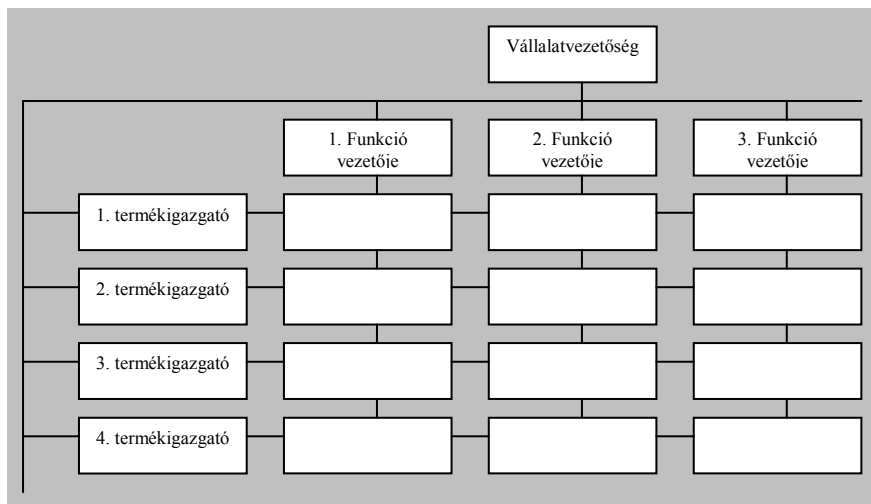 Vállalatvezetőség
1. Funkció
vezetője
2. Funkció
vezetője
3. Funkció
vezetője
1. termékigazgató
2. termékigazgató
3. termékigazgató
4. termékigazgató